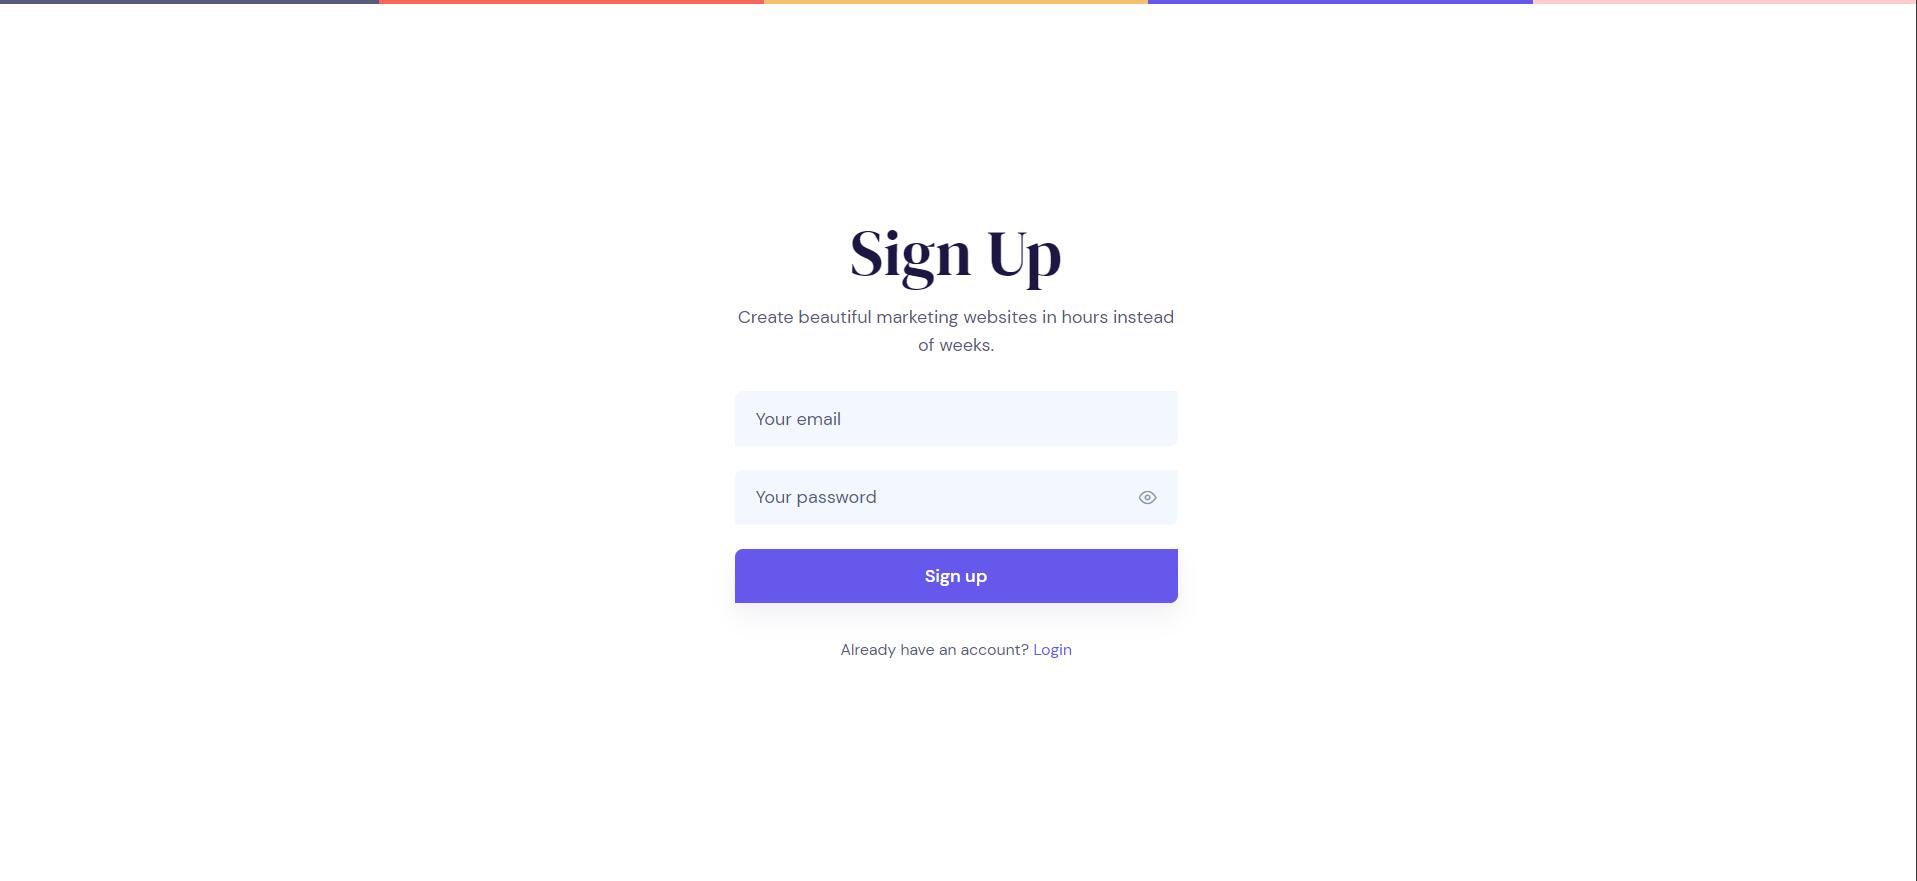 Sign Up
Create beautiful marketing websites in hours instead
of weeks.
Your email
Your password
Sign up
Already have an account? Login